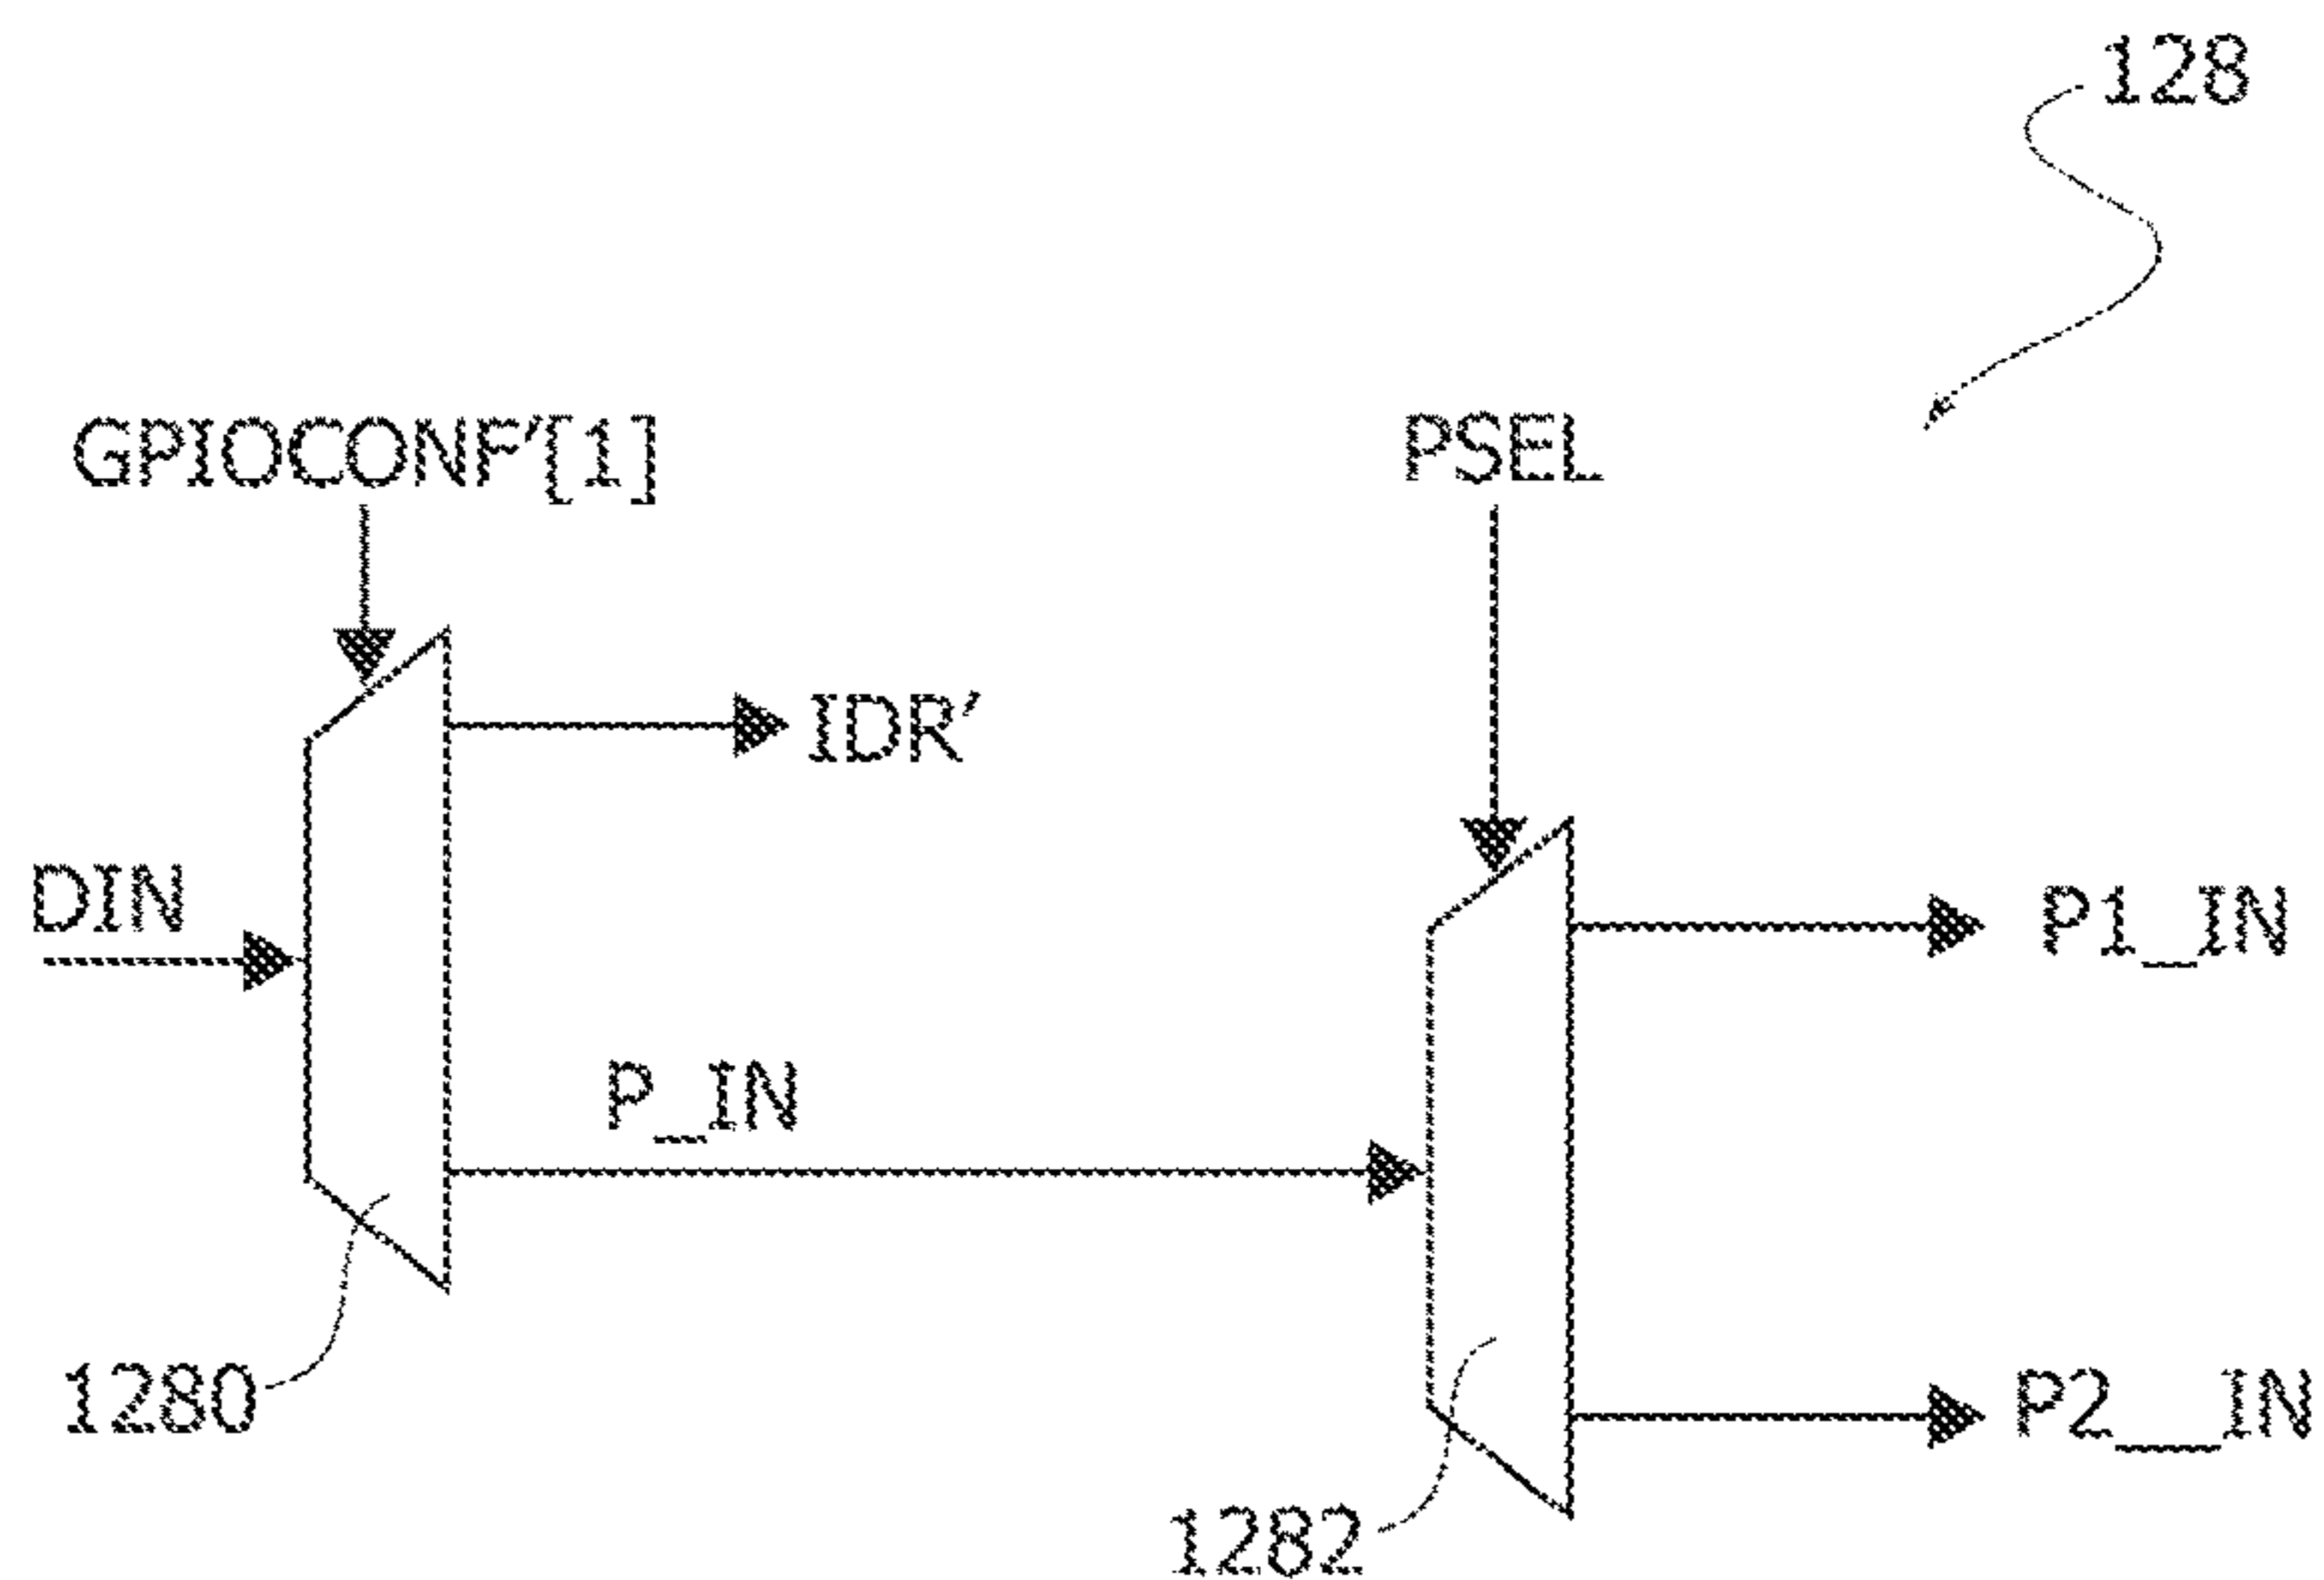 128
GPIOCONF'[1]
PSEL
IDR'
DIN
P1_IN
P_IN
1280
P2__IN
1282